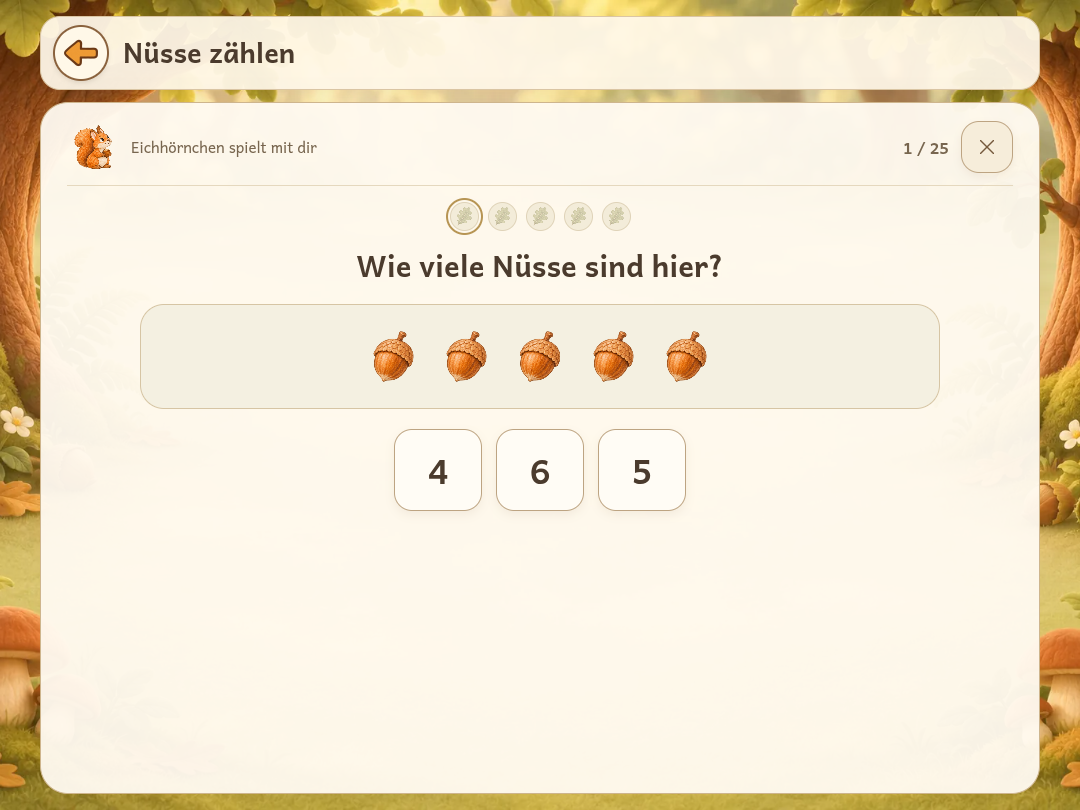 Nüsse zählen
Eichhörnchen spielt mit dir
1 / 25
Wie viele Nüsse sind hier?
4 6 5